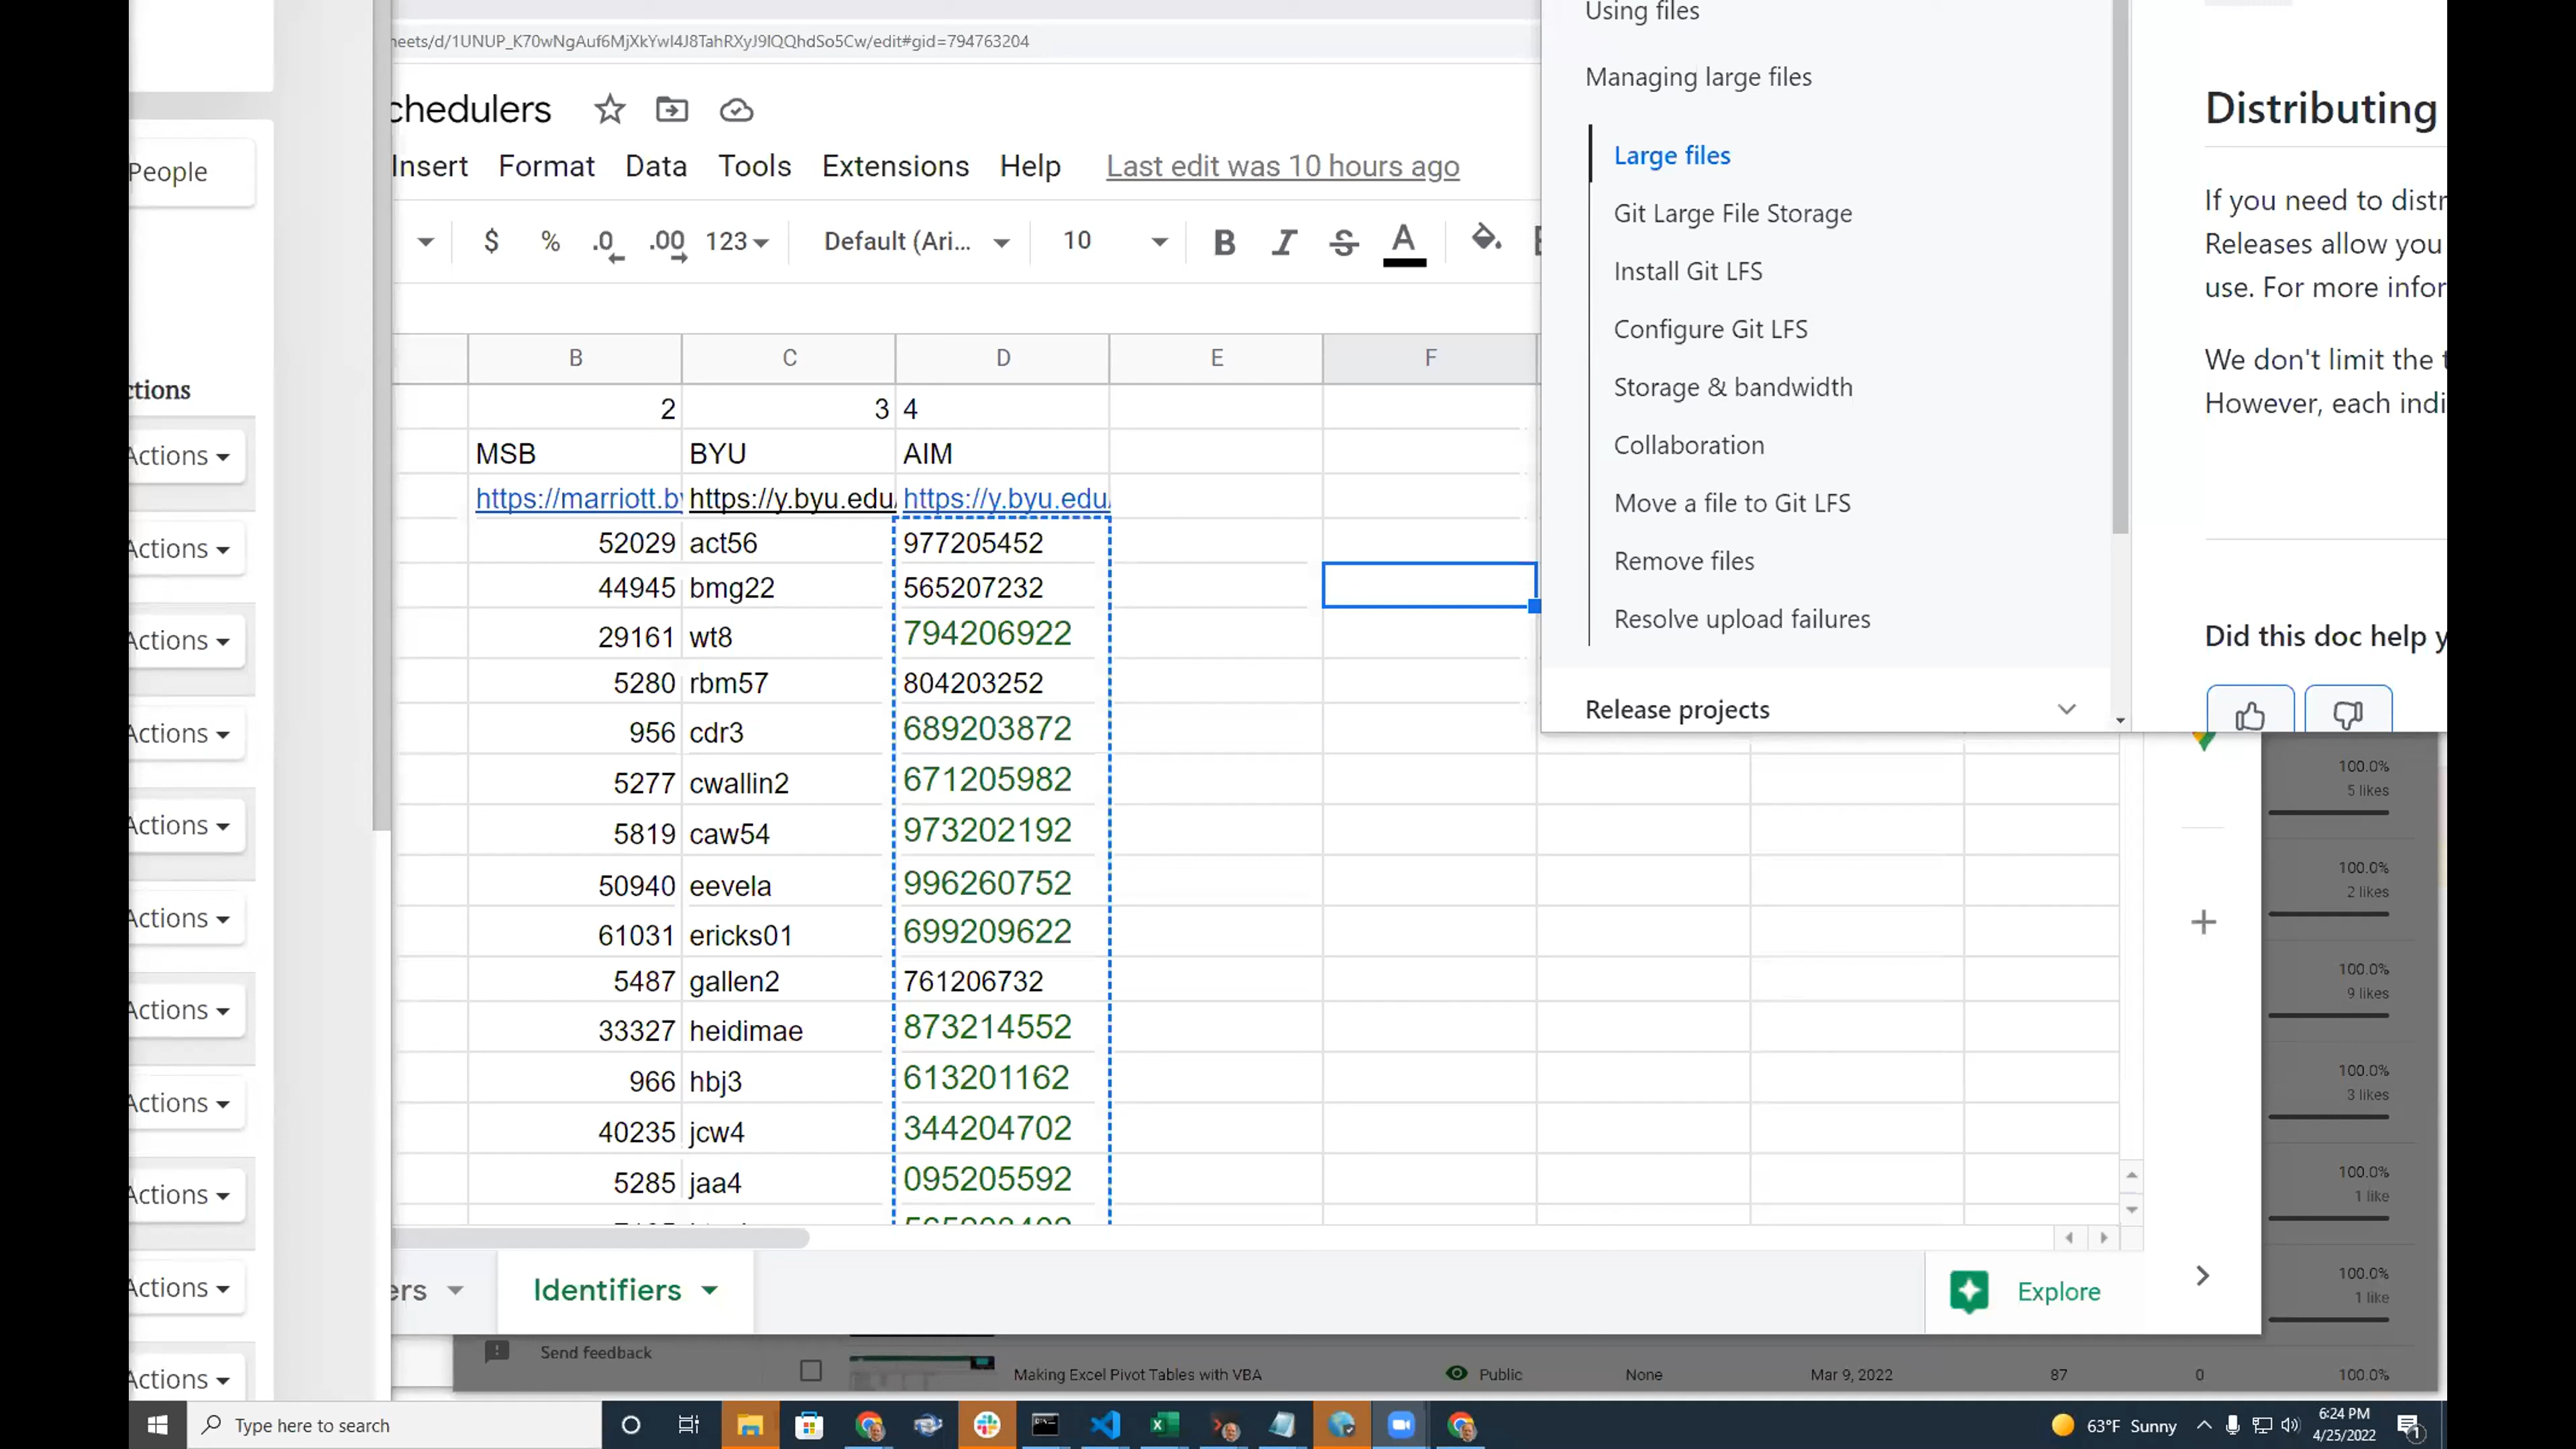 heets/d/1UNUP_K70wNgAuf6MjXkYwI4J8TahRXyJ9IQQhdSo5Cw/edit#gid=794763204
chedulers
Insert Format Data Tools Extensions Help Last edit was 10 hours ago
$ % .0 .00 123 Default (Ari... 10 B I S A
B C D E F
2 3 4
MSB BYU AIM
https://marriott.by https://y.byu.edu/ https://y.byu.edu/
52029 act56 977205452
44945 bmg22 565207232
29161 wt8 794206922
5280 rbm57 804203252
956 cdr3 689203872
5277 cwallin2 671205982
5819 caw54 973202192
50940 eevela 996260752
61031 ericks01 699209622
5487 gallen2 761206732
33327 heidimae 873214552
966 hbj3 613201162
40235 jcw4 344204702
5285 jaa4 095205592
ers Identifiers
Explore
People
ctions
Actions
Actions
Actions
Actions
Actions
Actions
Actions
Actions
Actions
Actions
Actions
Using files
Managing large files
Large files
Git Large File Storage
Install Git LFS
Configure Git LFS
Storage & bandwidth
Collaboration
Move a file to Git LFS
Remove files
Resolve upload failures
Release projects
Distributing
If you need to distr
Releases allow you
use. For more infor
We don't limit the t
However, each indi
Did this doc help y
100.0%
5 likes
100.0%
2 likes
100.0%
9 likes
100.0%
3 likes
100.0%
1 like
100.0%
1 like
Send feedback
Making Excel Pivot Tables with VBA Public None Mar 9, 2022 87 0 100.0%
Type here to search
63°F Sunny
6:24 PM
4/25/2022
1